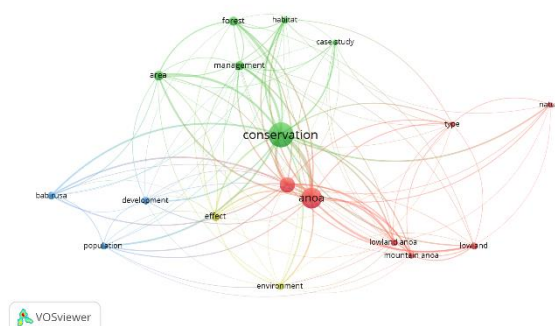 forest
habitat
case study
management
area
conservation
natu
type
anoa
babirusa
development
effect
population
lowland anoa
lowland
mountain anoa
environment
VOSviewer